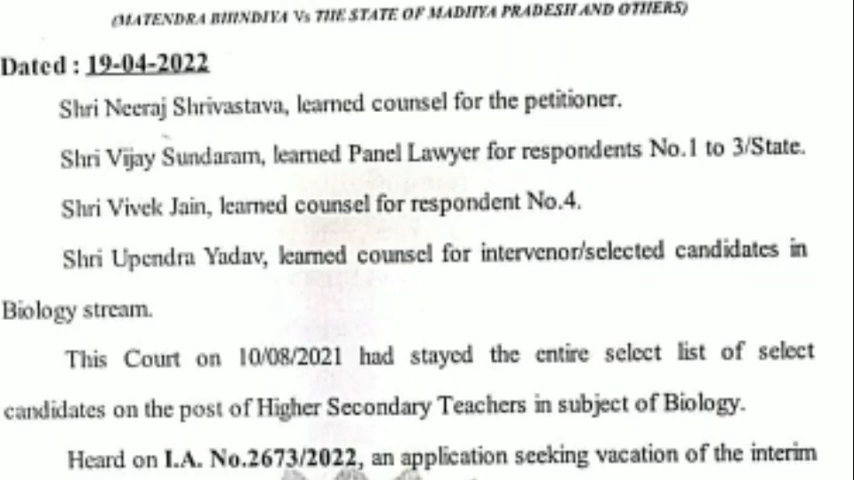 (MATENDRA BHINDIYA Vs THE STATE OF MADHYA PRADESH AND OTHERS)
Dated : 19-04-2022
Shri Neeraj Shrivastava, learned counsel for the petitioner.
Shri Vijay Sundaram, learned Panel Lawyer for respondents No.1 to 3/State.
Shri Vivek Jain, learned counsel for respondent No.4.
Shri Upendra Yadav, learned counsel for intervenor/selected candidates in
Biology stream.
This Court on 10/08/2021 had stayed the entire select list of select
candidates on the post of Higher Secondary Teachers in subject of Biology.
Heard on I.A. No.2673/2022, an application seeking vacation of the interim